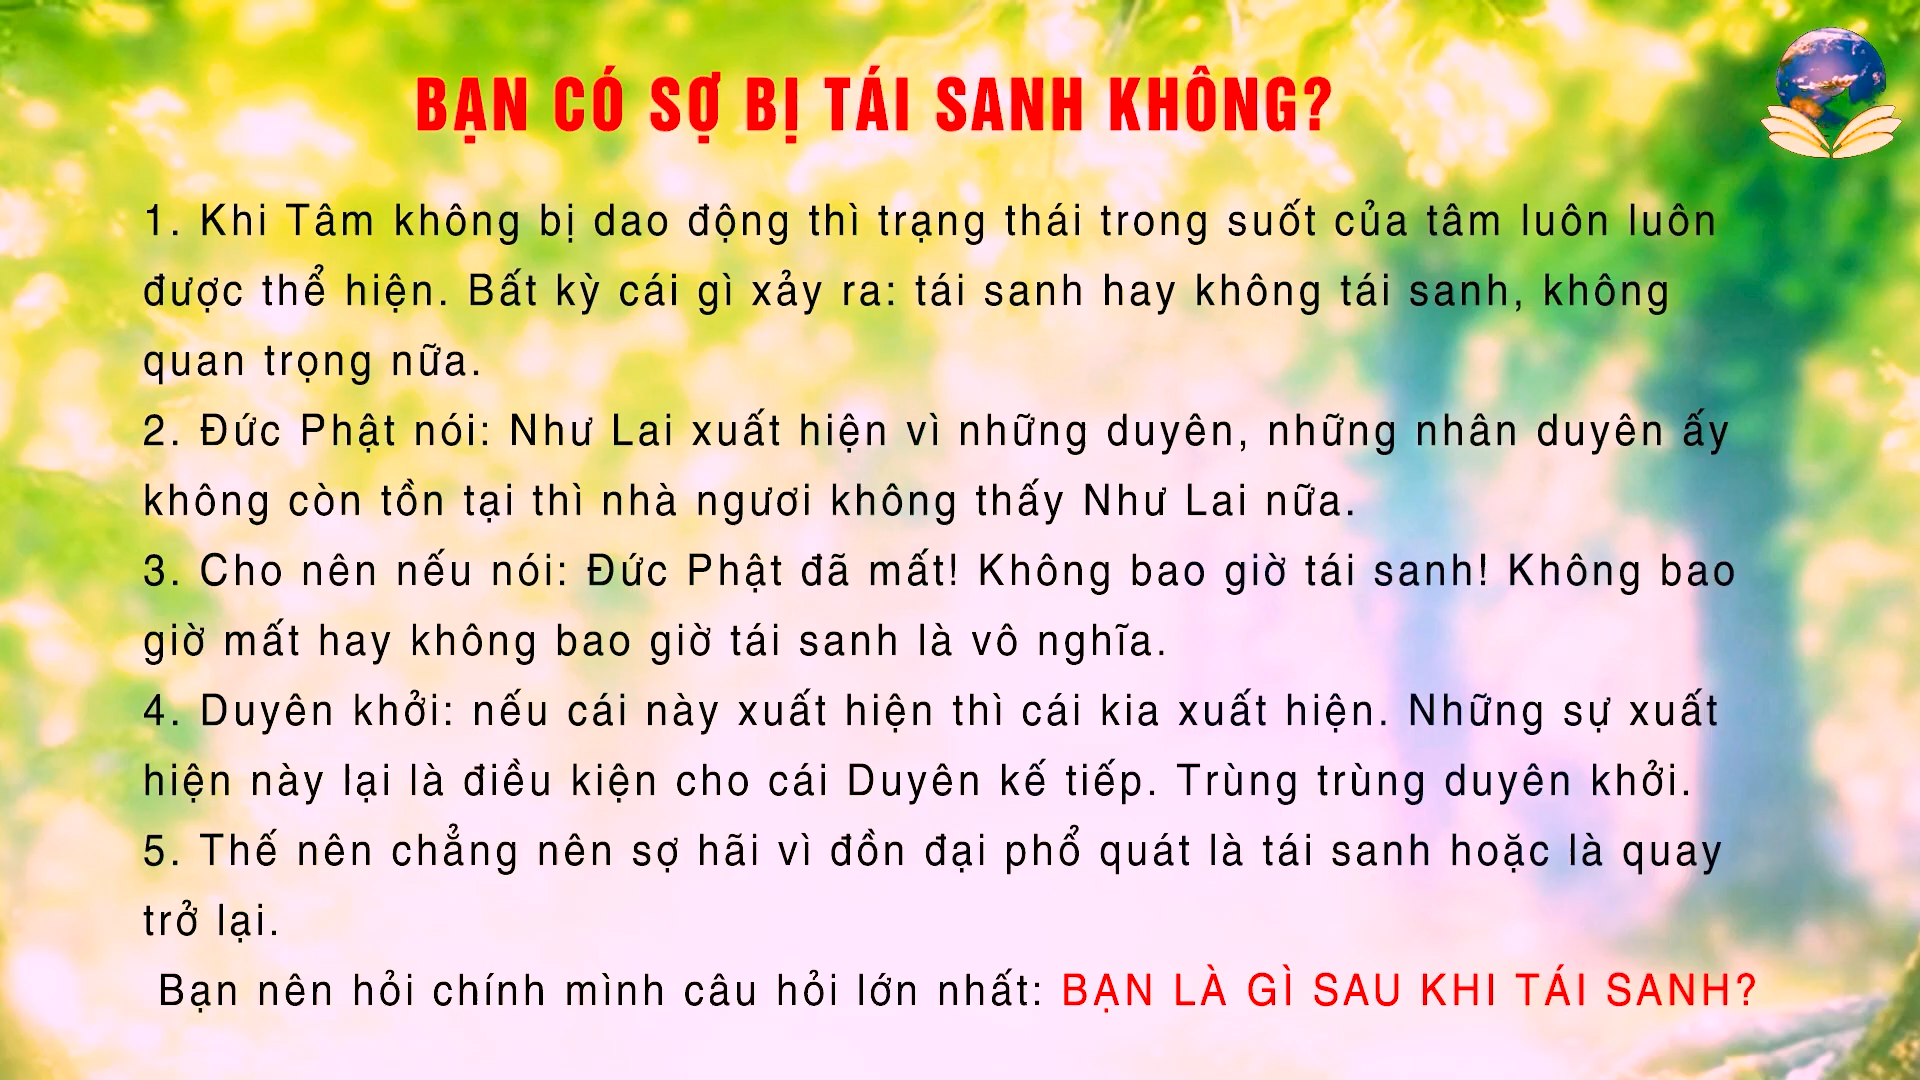 BẠN CÓ SỢ BỊ TÁI SANH KHÔNG?
1. Khi Tâm không bị dao động thì trạng thái trong suốt của tâm luôn luôn
được thể hiện. Bất kỳ cái gì xảy ra: tái sanh hay không tái sanh, không
quan trọng nữa.
2. Đức Phật nói: Như Lai xuất hiện vì những duyên, những nhân duyên ấy
không còn tồn tại thì nhà ngươi không thấy Như Lai nữa.
3. Cho nên nếu nói: Đức Phật đã mất! Không bao giờ tái sanh! Không bao
giờ mất hay không bao giờ tái sanh là vô nghĩa.
4. Duyên khởi: nếu cái này xuất hiện thì cái kia xuất hiện. Những sự xuất
hiện này lại là điều kiện cho cái Duyên kế tiếp. Trùng trùng duyên khởi.
5. Thế nên chẳng nên sợ hãi vì đồn đại phổ quát là tái sanh hoặc là quay
trở lại.
Bạn nên hỏi chính mình câu hỏi lớn nhất: BẠN LÀ GÌ SAU KHI TÁI SANH?